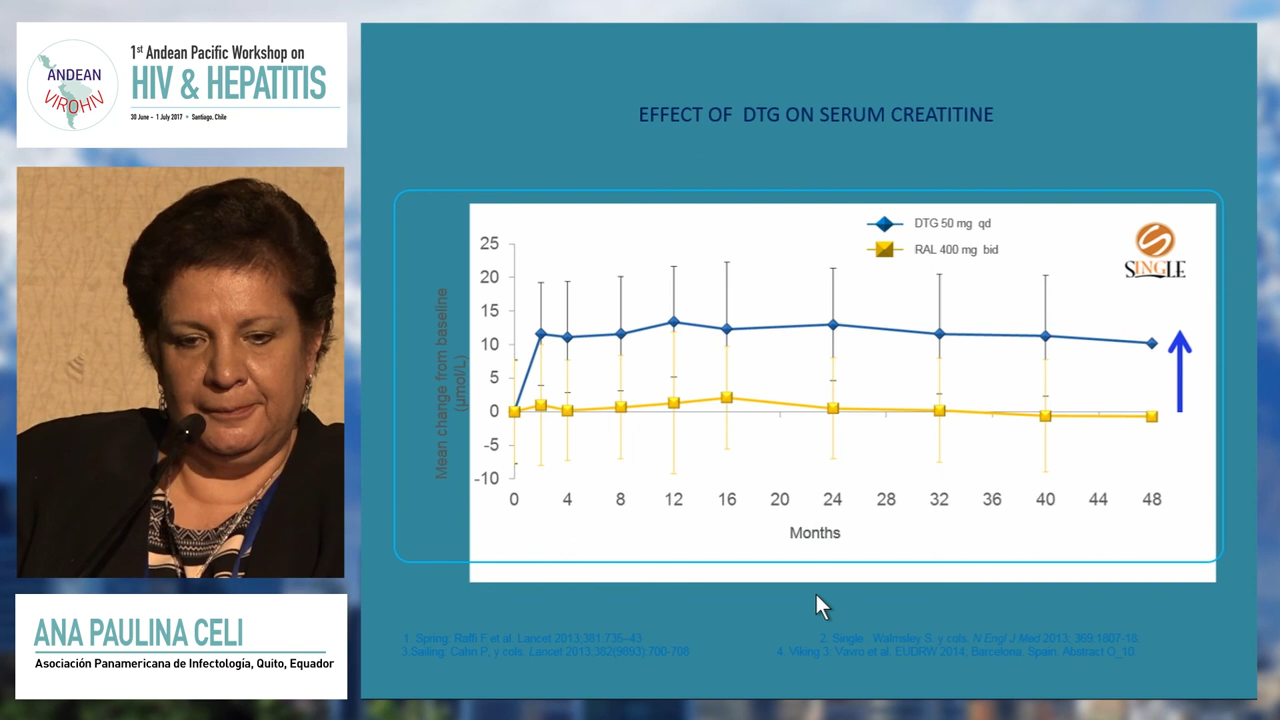 1st Andean Pacific Workshop on
HIV & HEPATITIS
30 June - 1 July 2017 • Santiago, Chile
ANDEAN
VIROHIV
EFFECT OF DTG ON SERUM CREATITINE
DTG 50 mg qd
RAL 400 mg bid
SINGLE
Mean change from baseline
(µmol/L)
25
20
15
10
5
0
-5
-10
0 4 8 12 16 20 24 28 32 36 40 44 48
Months
1. Spring: Raffi F. et al. Lancet 2013;381:735–43
2. Single. Walmsley S. y cols. N Engl J Med 2013; 369:1807-18.
3.Sailing: Cahn P., y cols. Lancet 2013:382(9893):700-708
4. Viking 3: Vavro et al. EUDRW 2014; Barcelona. Spain. Abstract O_10
ANA PAULINA CELI
Asociación Panamericana de Infectología, Quito, Equador